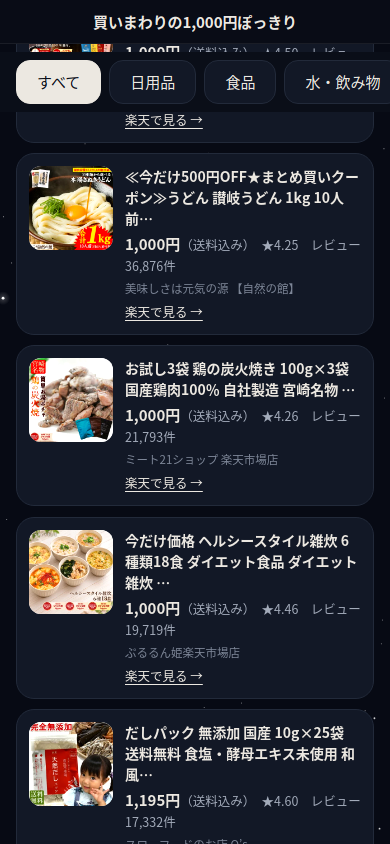 買いまわりの1,000円ぽっきり
すべて
日用品
食品
水・飲み物
楽天で見る →
≪今だけ500円OFF★まとめ買いクー
ポン≫うどん 讃岐うどん 1kg 10人
前…
1,000円（送料込み） ★4.25 レビュー
36,876件
美味しさは元気の源 【自然の館】
楽天で見る →
お試し3袋 鶏の炭火焼き 100g×3袋
国産鶏肉100% 自社製造 宮崎名物 …
1,000円（送料込み） ★4.26 レビュー
21,793件
ミート21ショップ 楽天市場店
楽天で見る →
今だけ価格 ヘルシースタイル雑炊 6
種類18食 ダイエット食品 ダイエット
雑炊 …
1,000円（送料込み） ★4.46 レビュー
19,719件
ぷるるん姫楽天市場店
楽天で見る →
完全無添加
だしパック 無添加 国産 10g×25袋
送料無料 食塩・酵母エキス未使用 和
風…
1,195円（送料込み） ★4.60 レビュー
17,332件